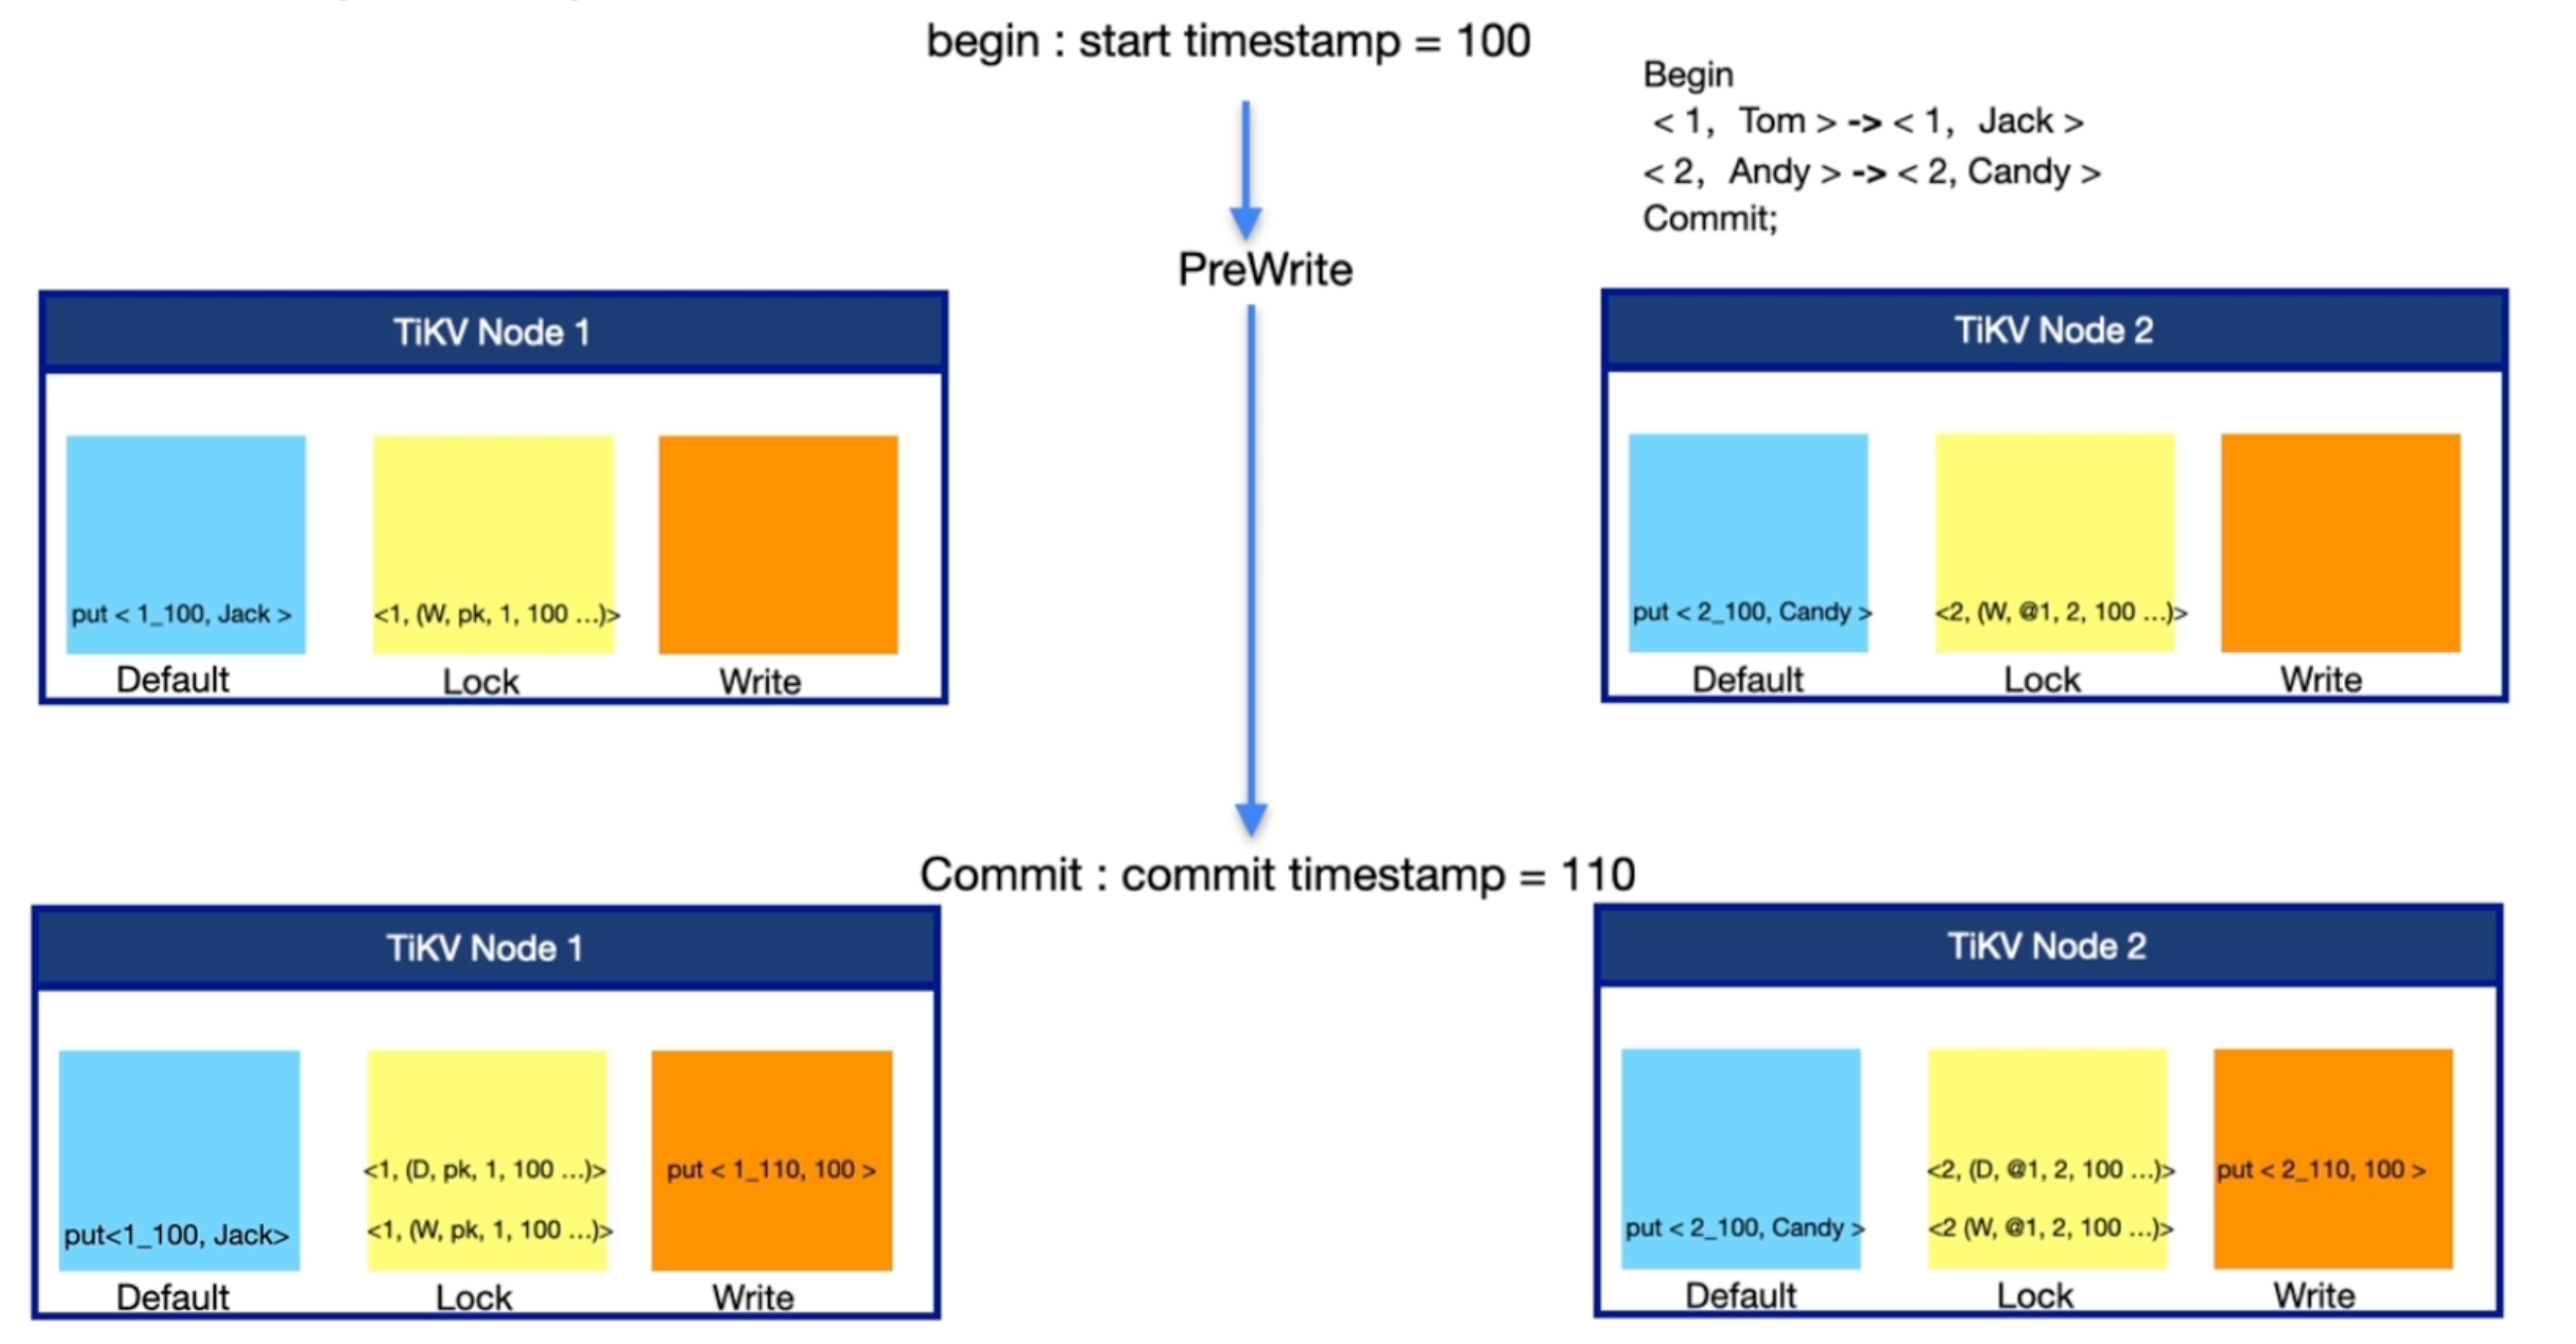 begin : start timestamp = 100
Begin
< 1, Tom > -> < 1, Jack >
< 2, Andy > -> < 2, Candy >
Commit;
PreWrite
TiKV Node 1
put < 1_100, Jack >
<1, (W, pk, 1, 100 ...)>
Default
Lock
Write
TiKV Node 2
put < 2_100, Candy >
<2, (W, @1, 2, 100 ...)>
Default
Lock
Write
Commit : commit timestamp = 110
TiKV Node 1
<1, (D, pk, 1, 100 ...)>
put < 1_110, 100 >
put<1_100, Jack>
<1, (W, pk, 1, 100 ...)>
Default
Lock
Write
TiKV Node 2
<2, (D, @1, 2, 100 ...)>
put < 2_110, 100 >
put < 2_100, Candy >
<2 (W, @1, 2, 100 ...)>
Default
Lock
Write